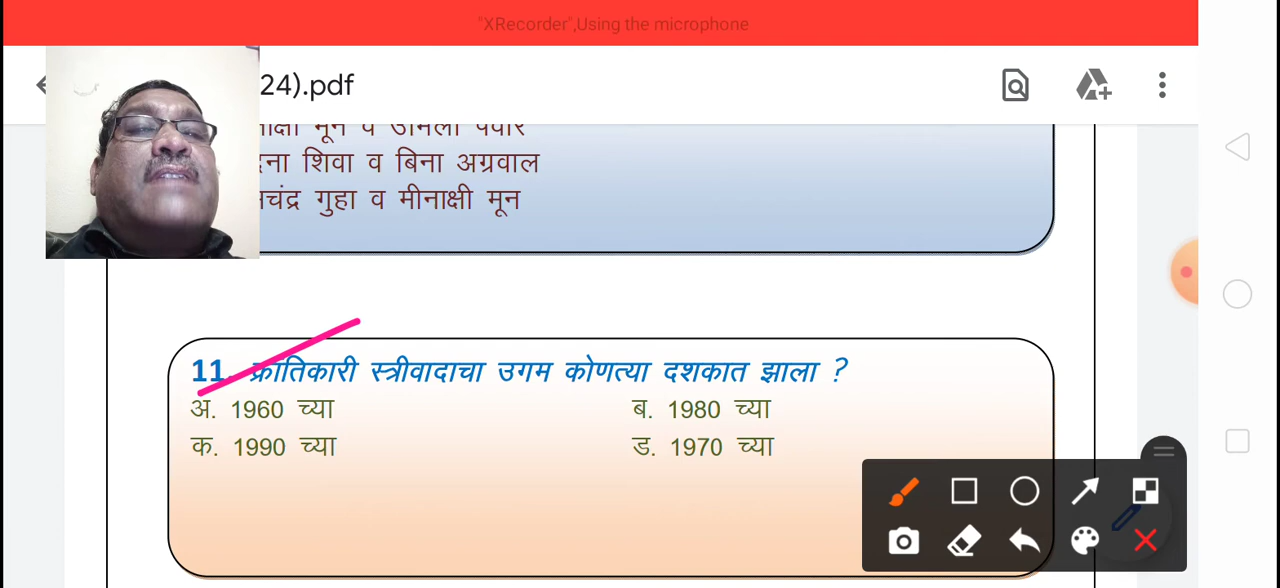 "XRecorder",Using the microphone
24).pdf
मून व
शिवा व बिना अग्रवाल
गुहा व मीनाक्षी मून
11. क्रांतिकारी स्त्रीवादाचा उगम कोणत्या दशकात झाला ?
अ. 1960 च्या ब. 1980 च्या
क. 1990 च्या ड. 1970 च्या